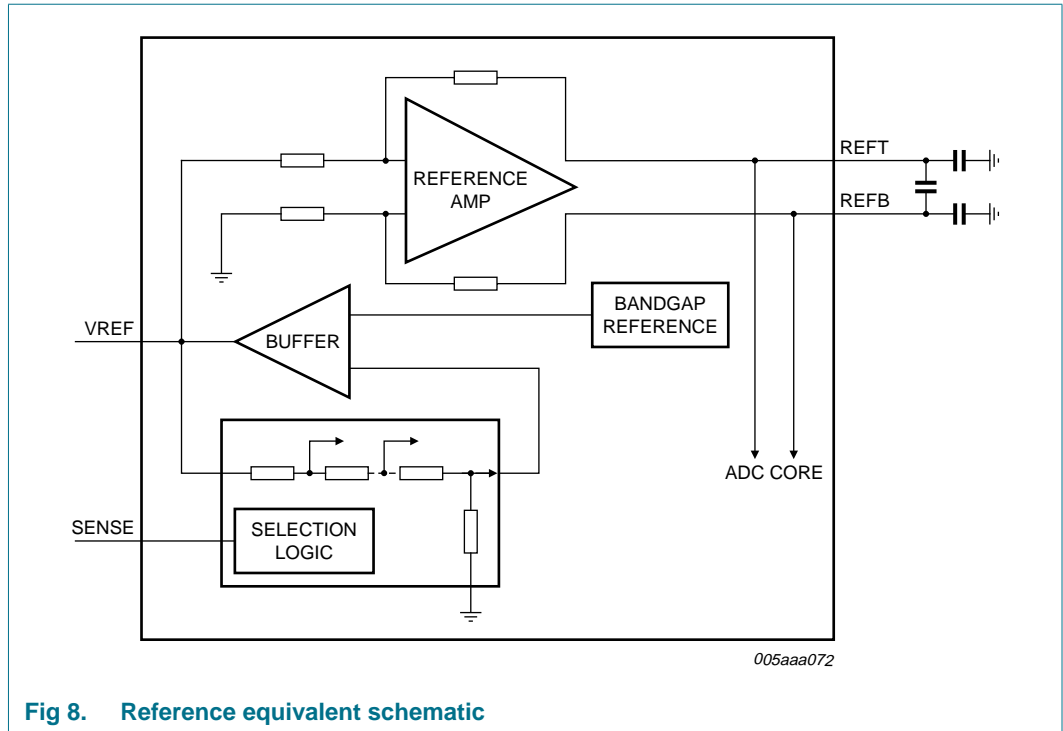 REFERENCE
AMP
REFT
REFB
BANDGAP
REFERENCE
VREF
BUFFER
ADC CORE
SENSE
SELECTION
LOGIC
005aaa072
Fig 8. Reference equivalent schematic